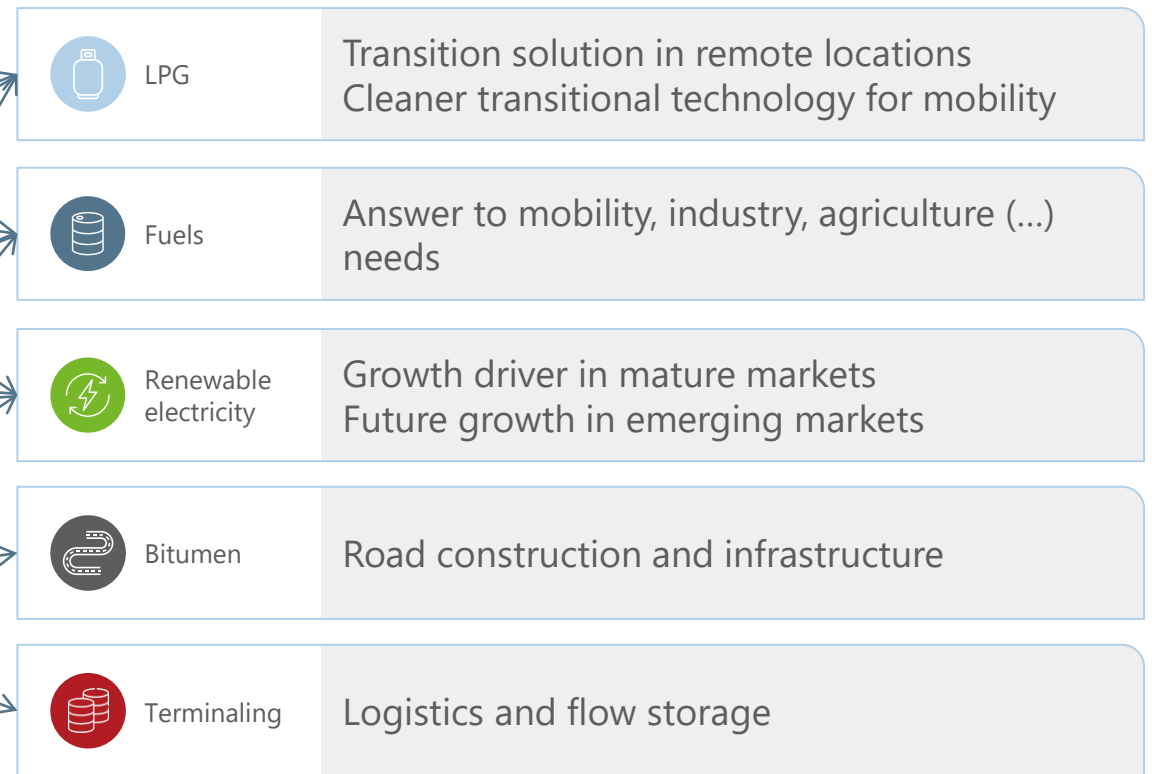 LPG
Transition solution in remote locations
Cleaner transitional technology for mobility
Fuels
Answer to mobility, industry, agriculture (...)
needs
Renewable
electricity
Growth driver in mature markets
Future growth in emerging markets
Bitumen
Road construction and infrastructure
Terminaling
Logistics and flow storage